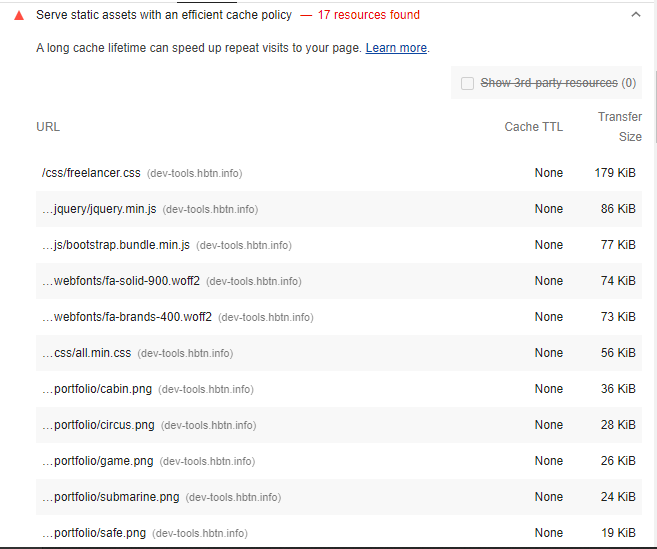 Serve static assets with an efficient cache policy — 17 resources found
A long cache lifetime can speed up repeat visits to your page. Learn more.
Show 3rd-party resources (0)
URL Cache TTL Transfer Size
/css/freelancer.css (dev-tools.hbtn.info) None 179 KiB
…jquery/jquery.min.js (dev-tools.hbtn.info) None 86 KiB
…js/bootstrap.bundle.min.js (dev-tools.hbtn.info) None 77 KiB
…webfonts/fa-solid-900.woff2 (dev-tools.hbtn.info) None 74 KiB
…webfonts/fa-brands-400.woff2 (dev-tools.hbtn.info) None 73 KiB
…css/all.min.css (dev-tools.hbtn.info) None 56 KiB
…portfolio/cabin.png (dev-tools.hbtn.info) None 36 KiB
…portfolio/circus.png (dev-tools.hbtn.info) None 28 KiB
…portfolio/game.png (dev-tools.hbtn.info) None 26 KiB
…portfolio/submarine.png (dev-tools.hbtn.info) None 24 KiB
…portfolio/safe.png (dev-tools.hbtn.info) None 19 KiB